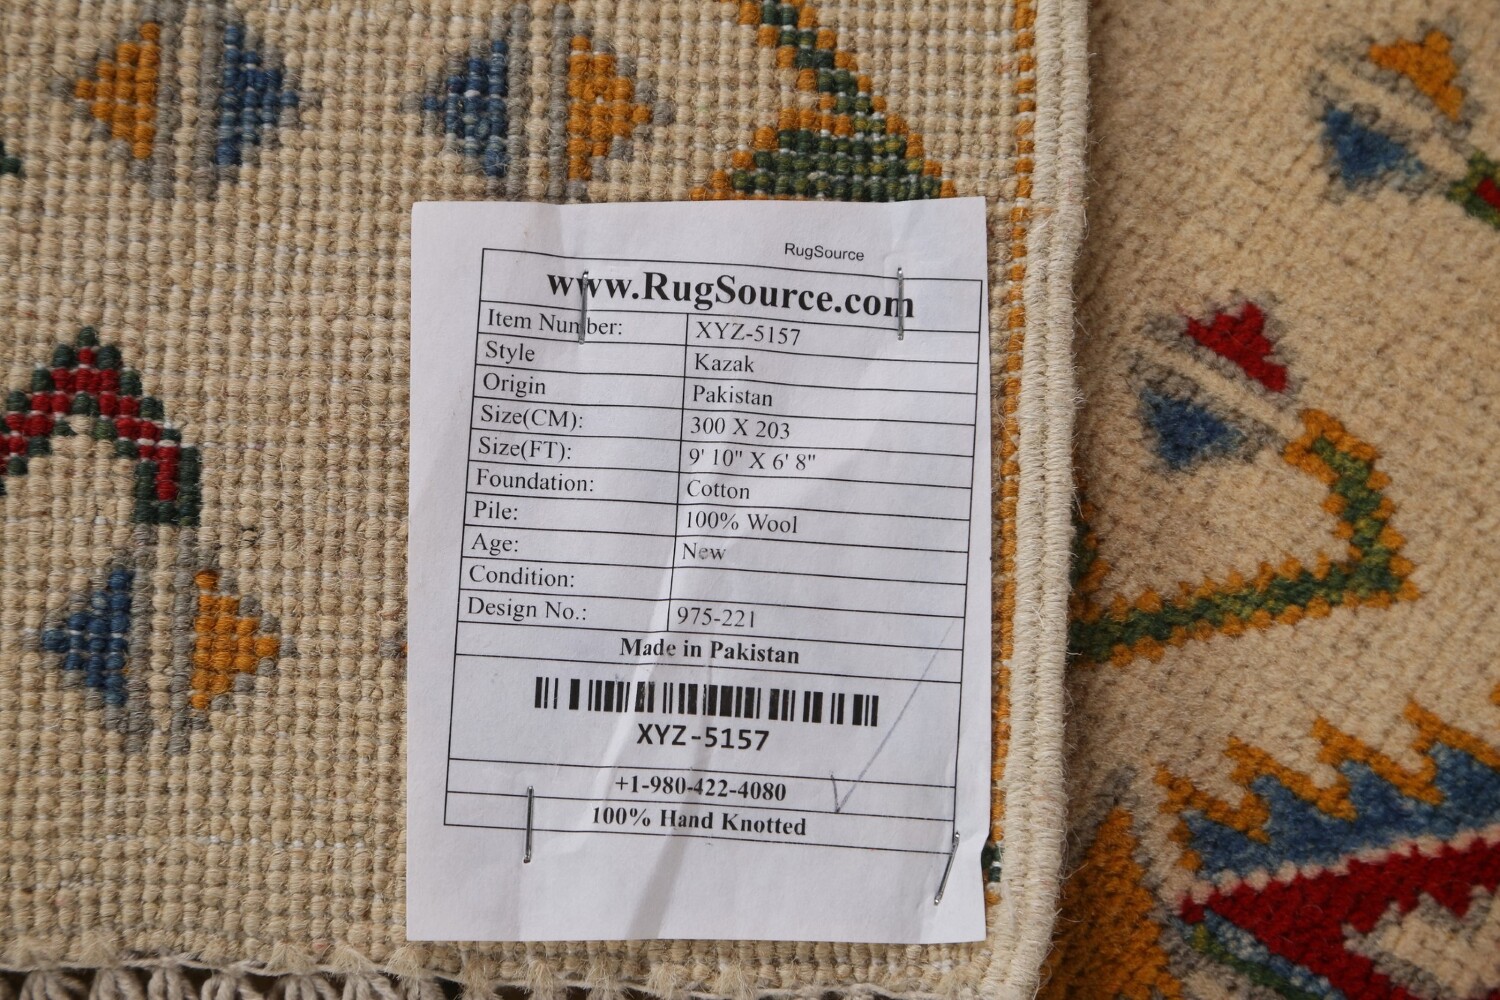 RugSource
www.RugSource.com
Item Number: XYZ-5157
Style Kazak
Origin Pakistan
Size(CM): 300 X 203
Size(FT): 9' 10" X 6' 8"
Foundation: Cotton
Pile: 100% Wool
Age: New
Condition:
Design No.: 975-221
Made in Pakistan
XYZ-5157
+1-980-422-4080
100% Hand Knotted